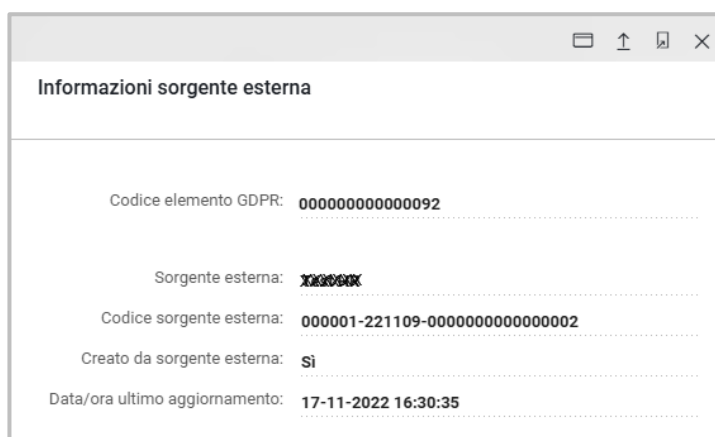 Informazioni sorgente esterna
Codice elemento GDPR: 000000000000092
Sorgente esterna:
Codice sorgente esterna: 000001-221109-0000000000000002
Creato da sorgente esterna: Sì
Data/ora ultimo aggiornamento: 17-11-2022 16:30:35